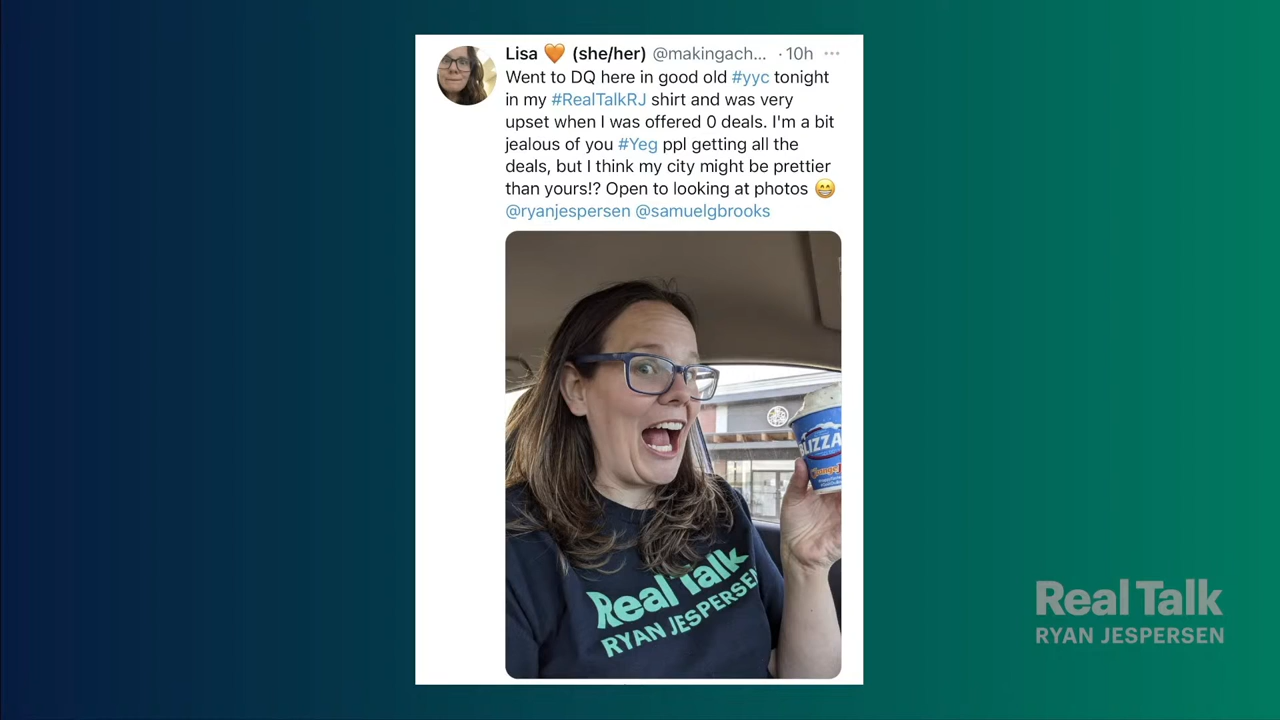 Lisa 🧡 (she/her) @makingach... · 10h ···
Went to DQ here in good old #yyc tonight
in my #RealTalkRJ shirt and was very
upset when I was offered 0 deals. I'm a bit
jealous of you #Yeg ppl getting all the
deals, but I think my city might be prettier
than yours!? Open to looking at photos 😁
@ryanjespersen @samuelgbrooks
BLIZZA
Real Talk
RYAN JESPERSEN
Real Talk
RYAN JESPERSEN